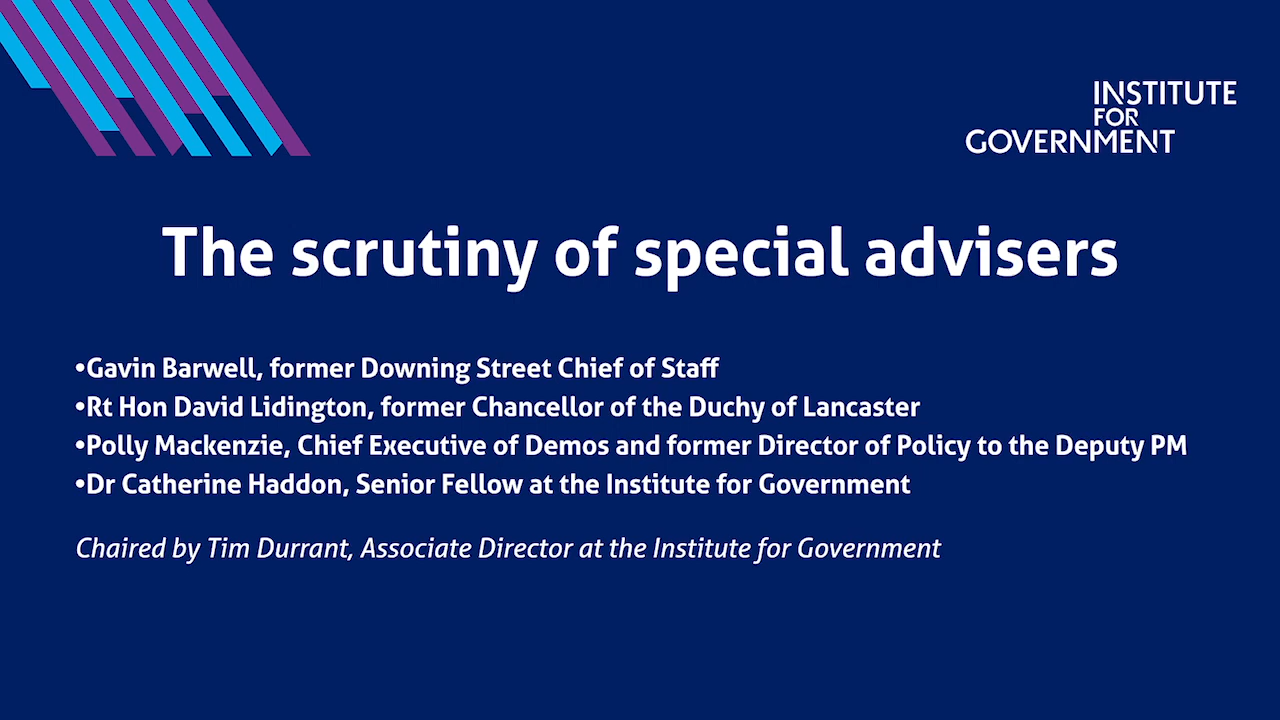 INSTITUTE
FOR
GOVERNMENT
The scrutiny of special advisers
•Gavin Barwell, former Downing Street Chief of Staff
•Rt Hon David Lidington, former Chancellor of the Duchy of Lancaster
•Polly Mackenzie, Chief Executive of Demos and former Director of Policy to the Deputy PM
•Dr Catherine Haddon, Senior Fellow at the Institute for Government
Chaired by Tim Durrant, Associate Director at the Institute for Government